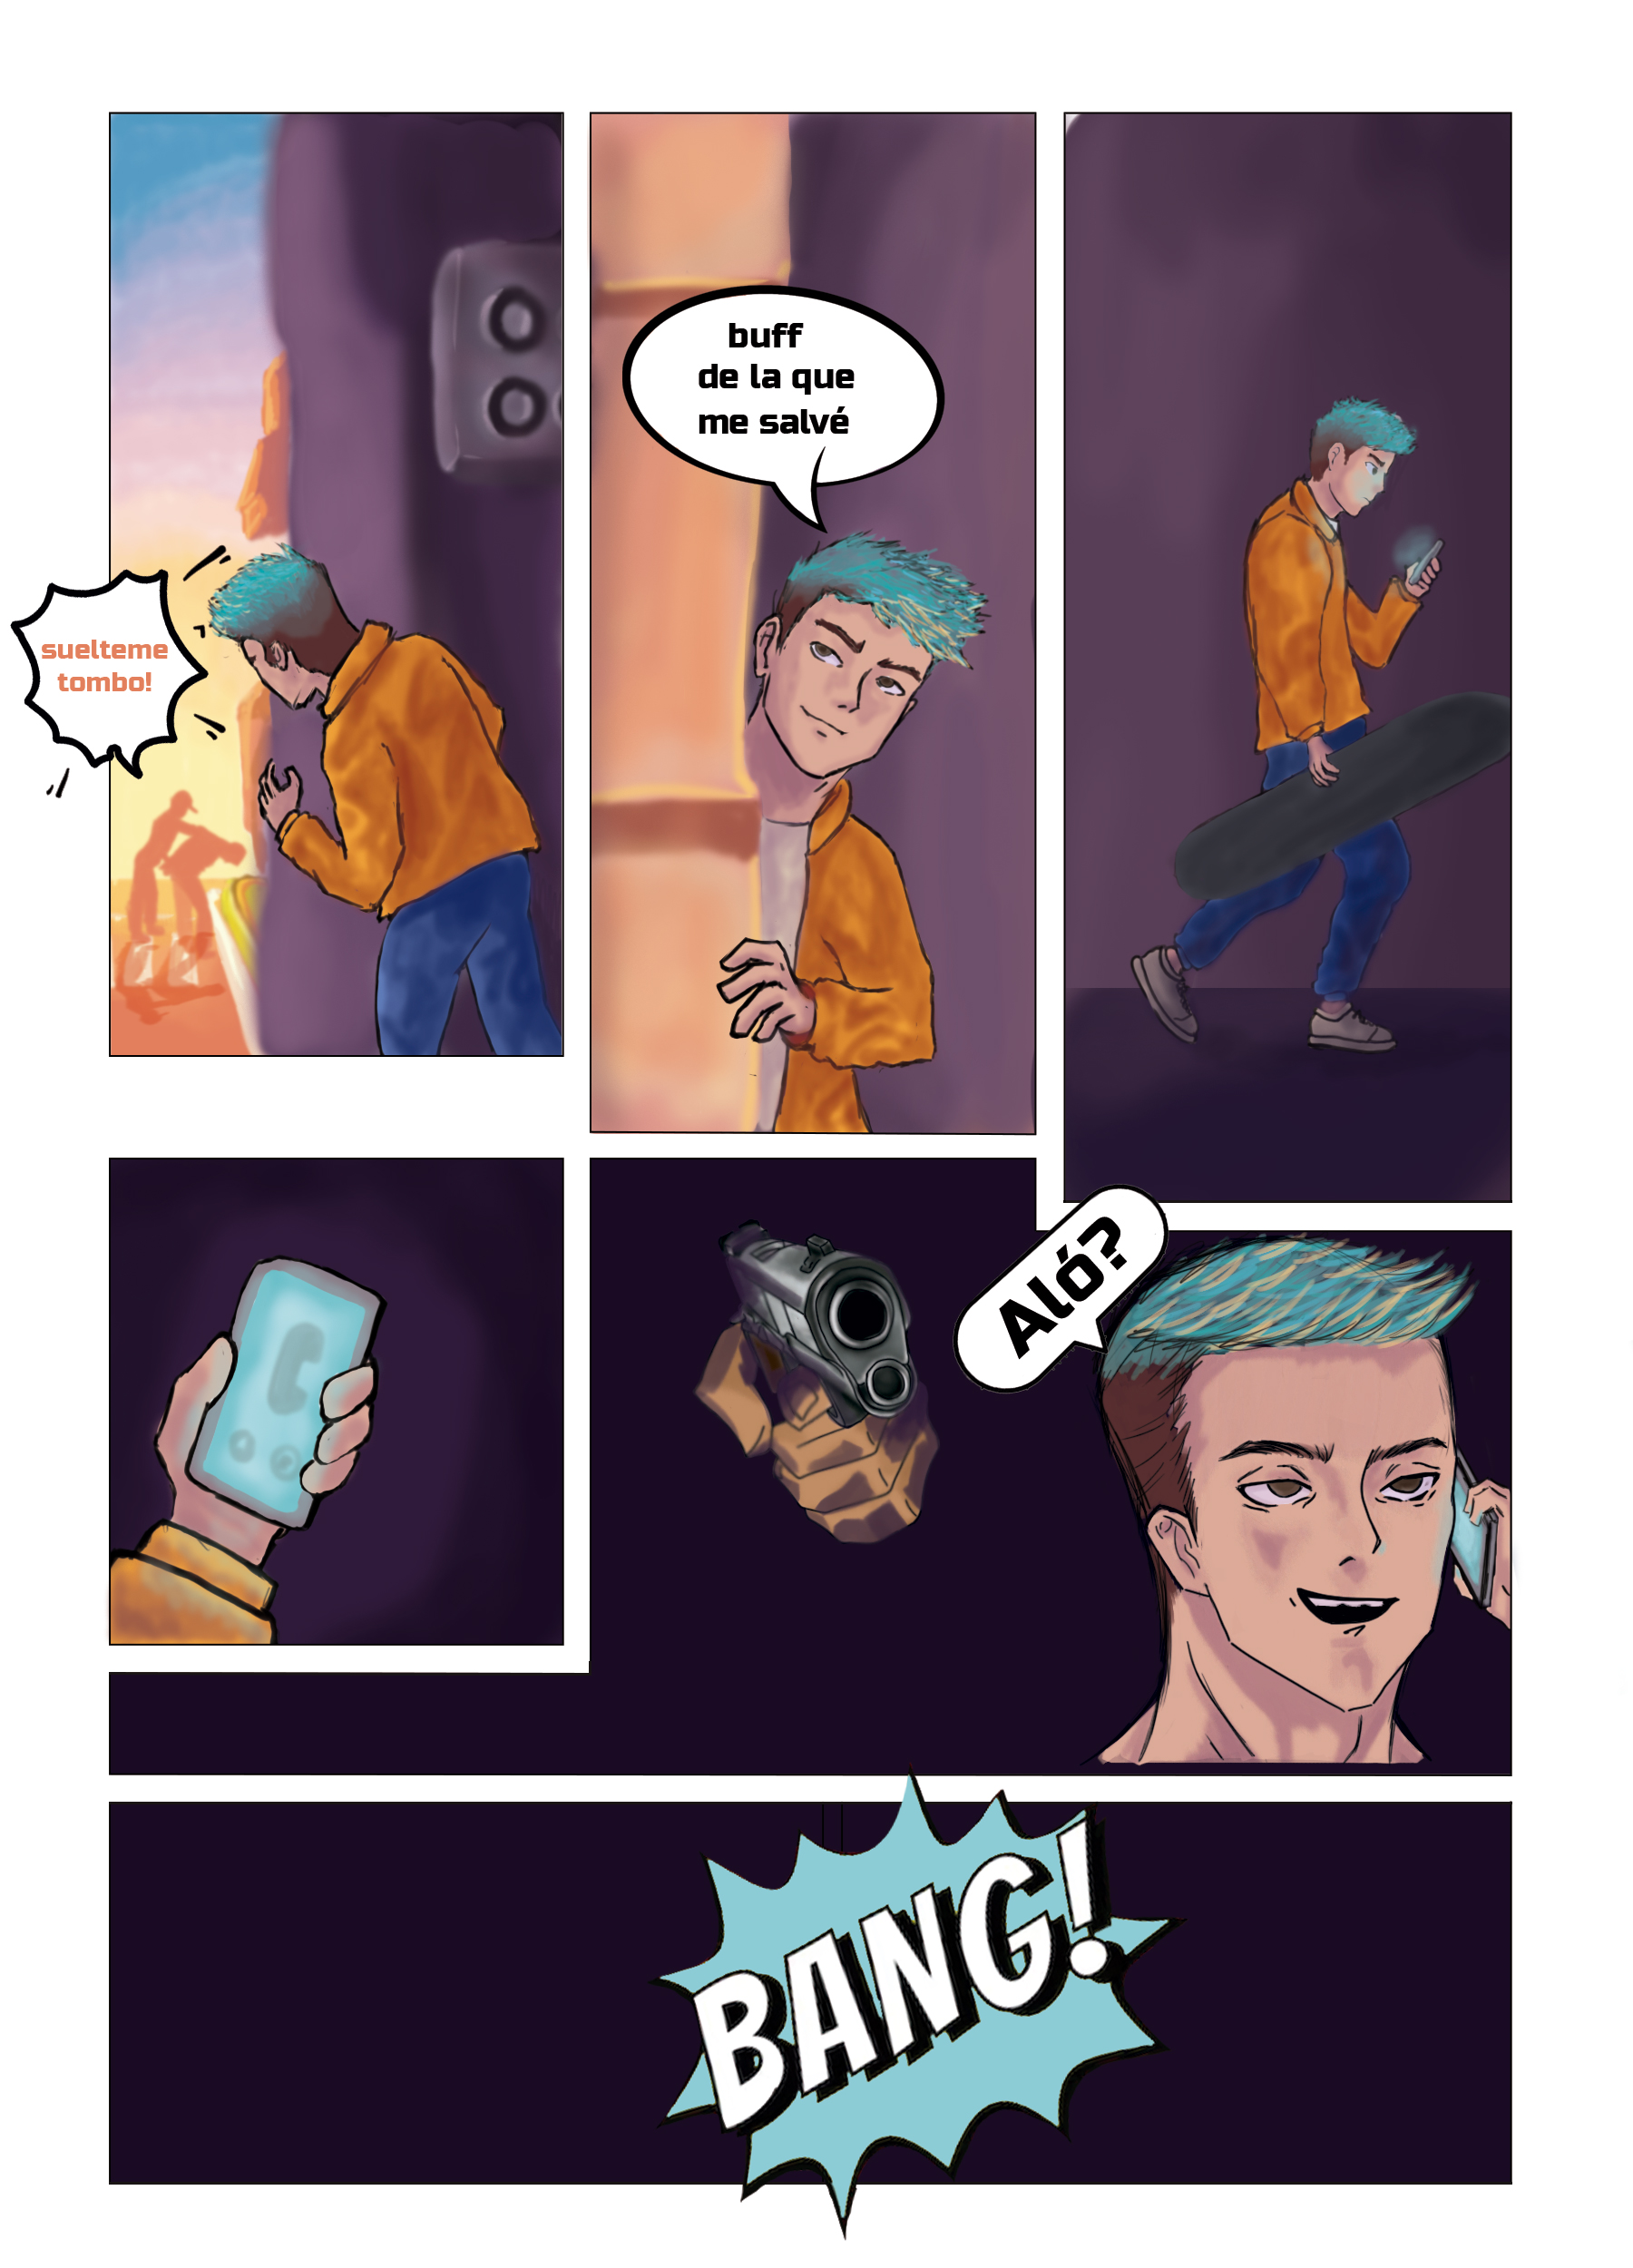 suelteme
tombo!
buff
de la que
me salvé
Aló?
BANG!